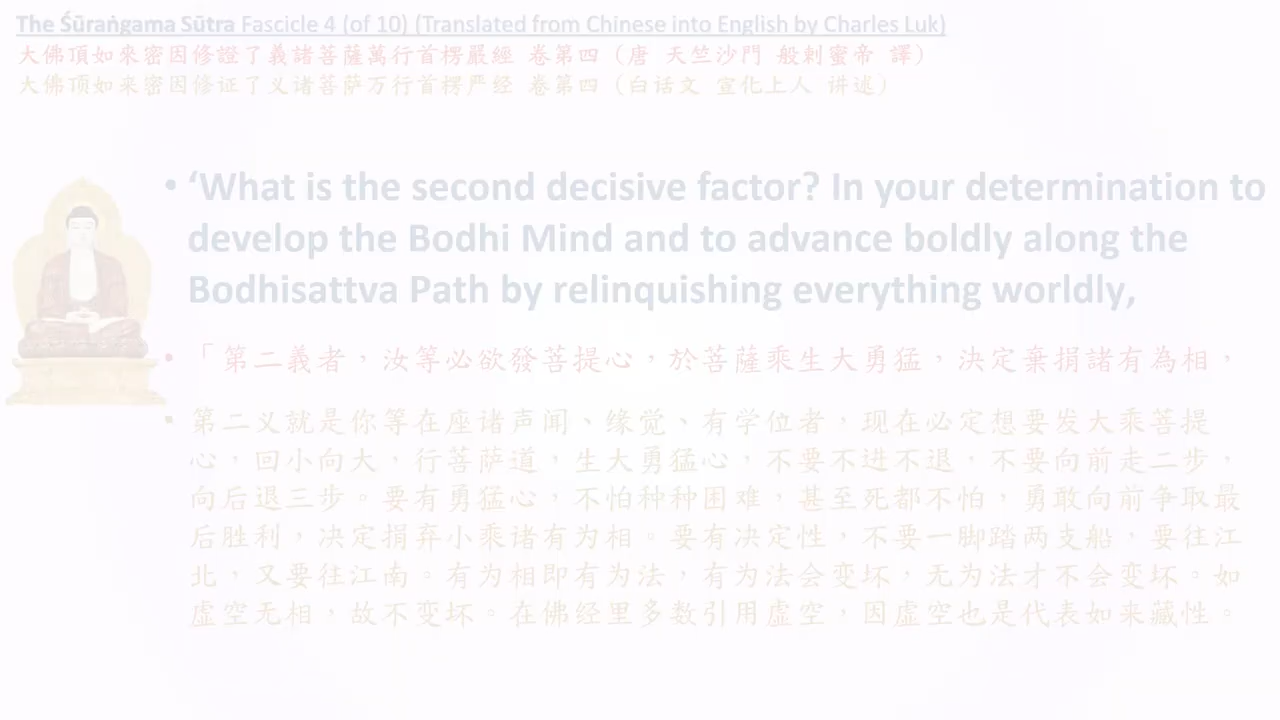 The Śūraṅgama Sūtra Fascicle 4 (of 10) (Translated from Chinese into English by Charles Luk)
大佛頂如來密因修證了義諸菩薩萬行首楞嚴經 卷第四（唐 天竺沙門 般剌蜜帝 譯）
大佛顶如来密因修证了义诸菩萨万行首楞严经 卷第四（白话文 宣化上人 讲述）
• ‘What is the second decisive factor? In your determination to
develop the Bodhi Mind and to advance boldly along the
Bodhisattva Path by relinquishing everything worldly,
• 「第二義者，汝等必欲發菩提心，於菩薩乘生大勇猛，決定棄捐諸有為相，
• 第二义就是你等在座诸声闻、缘觉、有学位者，现在必定想要发大乘菩提
心，回小向大，行菩萨道，生大勇猛心，不要不进不退，不要向前走二步，
向后退三步。要有勇猛心，不怕种种困难，甚至死都不怕，勇敢向前争取最
后胜利，决定捐弃小乘诸有为相。要有决定性，不要一脚踏两支船，要往江
北，又要往江南。有为相即有为法，有为法会变坏，无为法才不会变坏。如
虚空无相，故不变坏。在佛经里多数引用虚空，因虚空也是代表如来藏性。